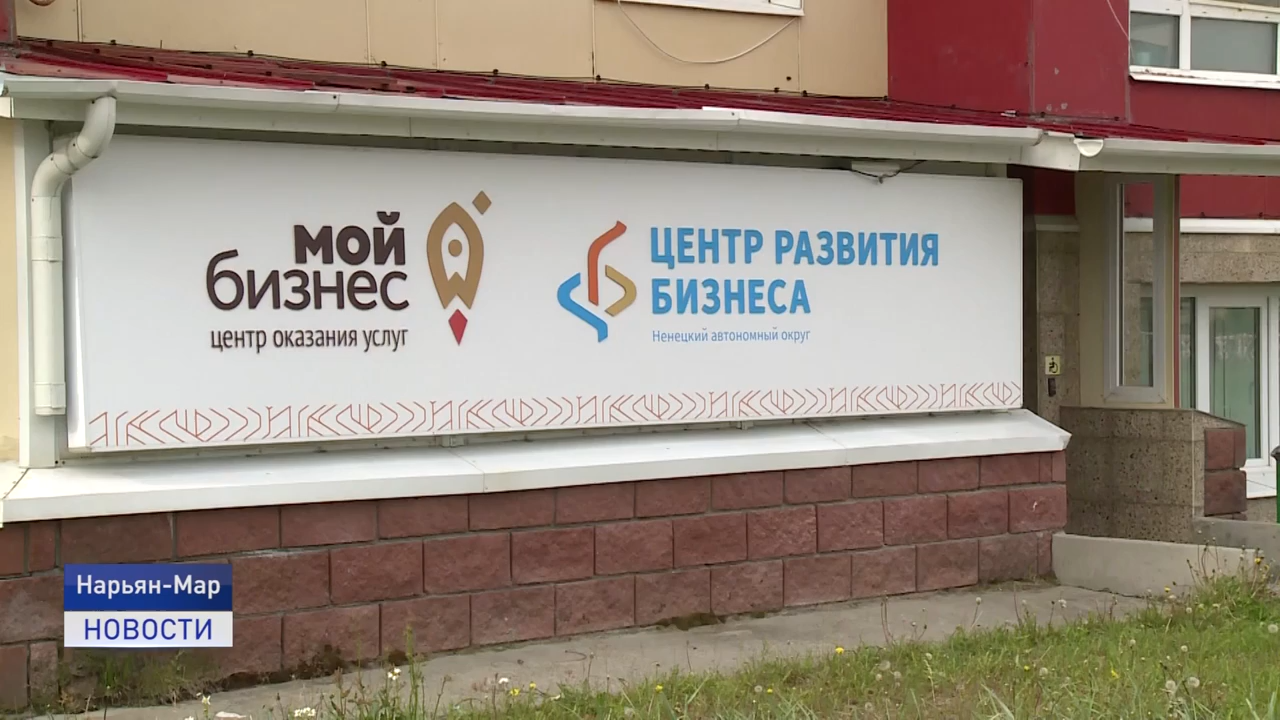 мой
бизнес
центр оказания услуг
ЦЕНТР РАЗВИТИЯ
БИЗНЕСА
Ненецкий автономный округ
Нарьян-Мар
НОВОСТИ